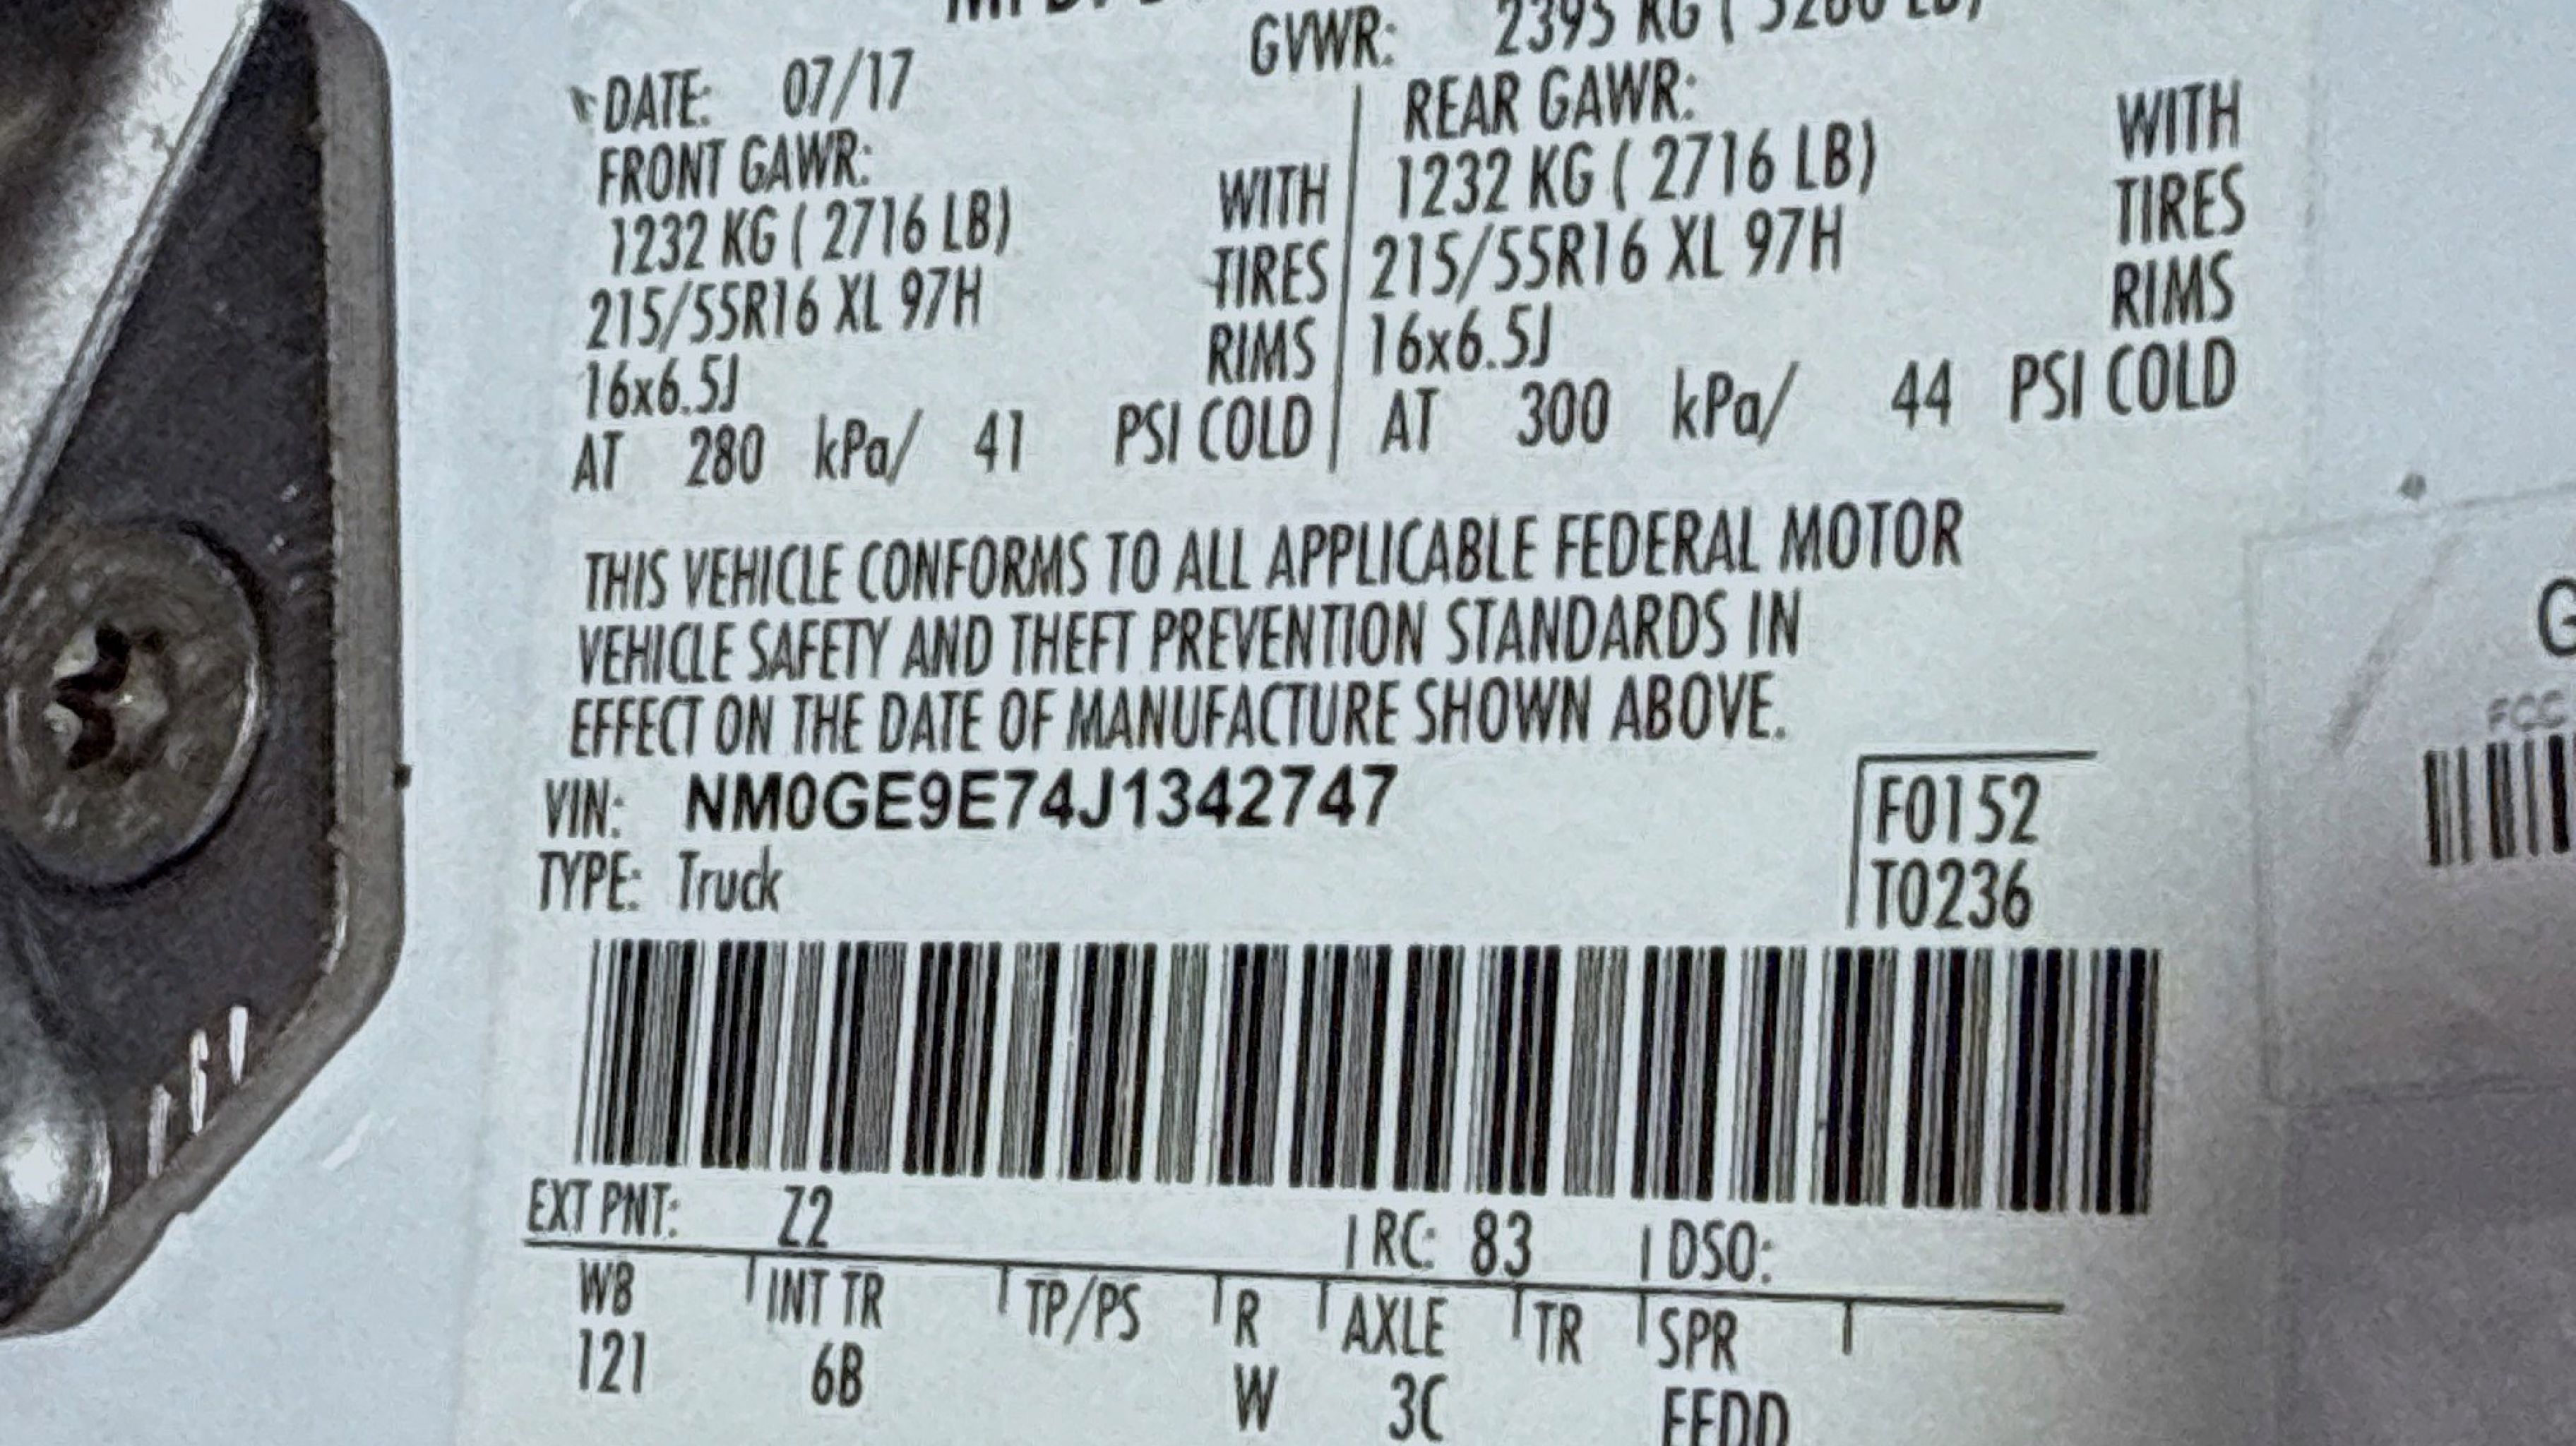 GVWR: 2395 KG (
DATE: 07/17
FRONT GAWR:
1232 KG ( 2716 LB) WITH
215/55R16 XL 97H TIRES
16x6.5J RIMS
AT 280 kPa/ 41 PSI COLD
REAR GAWR:
1232 KG ( 2716 LB) WITH
215/55R16 XL 97H TIRES
16x6.5J RIMS
AT 300 kPa/ 44 PSI COLD
THIS VEHICLE CONFORMS TO ALL APPLICABLE FEDERAL MOTOR
VEHICLE SAFETY AND THEFT PREVENTION STANDARDS IN
EFFECT ON THE DATE OF MANUFACTURE SHOWN ABOVE.
VIN: NM0GE9E74J1342747
TYPE: Truck
F0152
T0236
EXT PNT: Z2 RC: 83 DSO:
WB INT TR TP/PS R AXLE TR SPR
121 6B W 3C
FCC